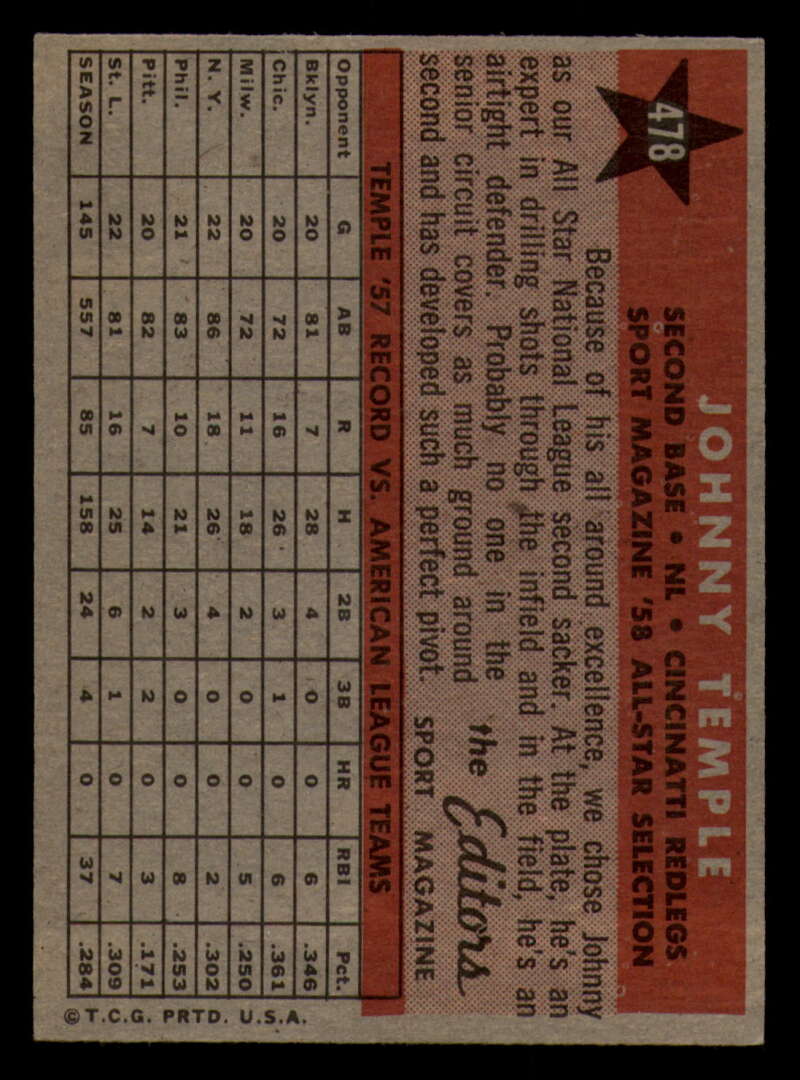 478
JOHNNY TEMPLE
SECOND BASE • NL • CINCINATTI REDLEGS
SPORT MAGAZINE '58 ALL-STAR SELECTION
Because of his all around excellence, we chose Johnny
as our All Star National League second sacker. At the plate, he's an
expert in drilling shots through the infield and in the field, he's an
airtight defender. Probably no one in the
senior circuit covers as much ground around
second and has developed such a perfect pivot.
the Editors
SPORT MAGAZINE
TEMPLE '57 RECORD VS. AMERICAN LEAGUE TEAMS
Opponent G AB R H 2B 3B HR RBI Pct.
Bklyn. 20 81 7 28 4 0 0 6 .346
Chic. 20 72 16 26 3 1 0 6 .361
Milw. 20 72 11 18 2 0 0 5 .250
N. Y. 22 86 18 26 4 0 0 2 .302
Phil. 21 83 10 21 3 0 0 8 .253
Pitt. 20 82 7 14 2 2 0 3 .171
St. L. 22 81 16 25 6 1 0 7 .309
SEASON 145 557 85 158 24 4 0 37 .284
© T.C.G. PRTD. U.S.A.